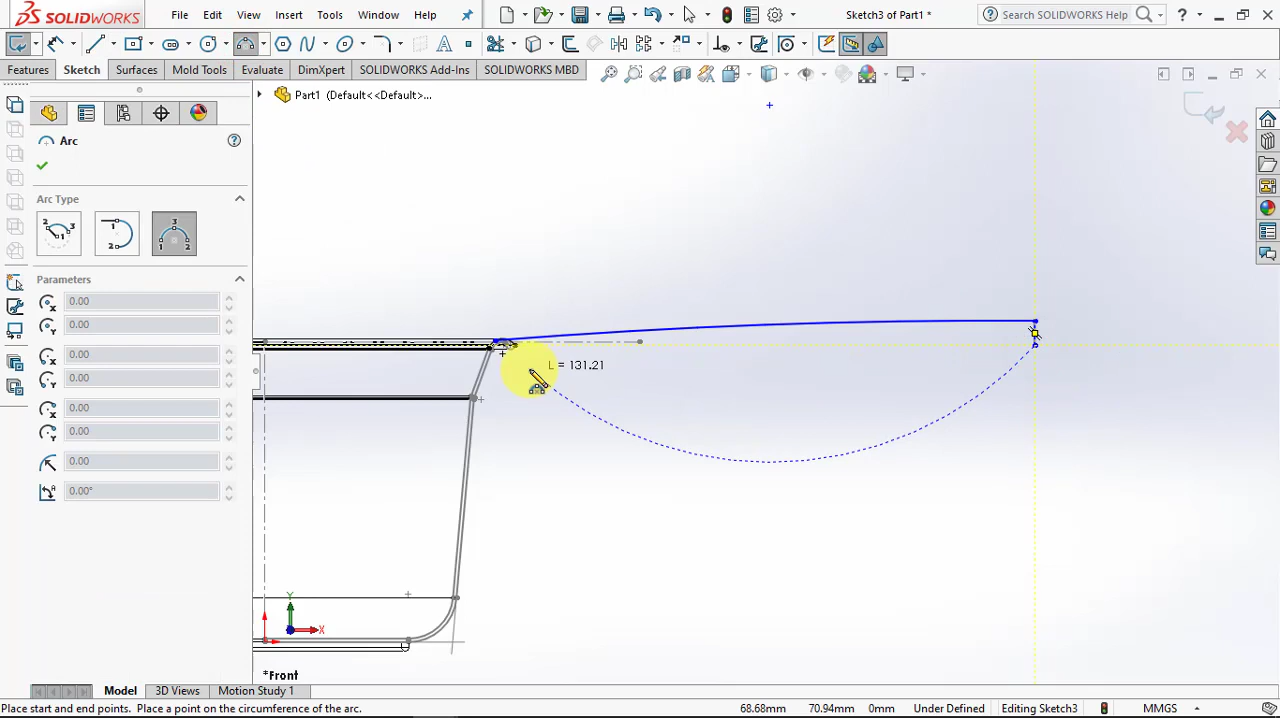 SOLIDWORKS
File
Edit
View
Insert
Tools
Window
Help
Sketch3 of Part1 *
Search SOLIDWORKS Help
Features
Sketch
Surfaces
Mold Tools
Evaluate
DimXpert
SOLIDWORKS Add-Ins
SOLIDWORKS MBD
Part1 (Default<<Default>...
Arc
Arc Type
Parameters
0.00
0.00
0.00
0.00
0.00
0.00
0.00
0.00°
L = 131.21
Y
X
*Front
Model
3D Views
Motion Study 1
Place start and end points. Place a point on the circumference of the arc.
68.68mm
70.94mm
0mm
Under Defined
Editing Sketch3
MMGS